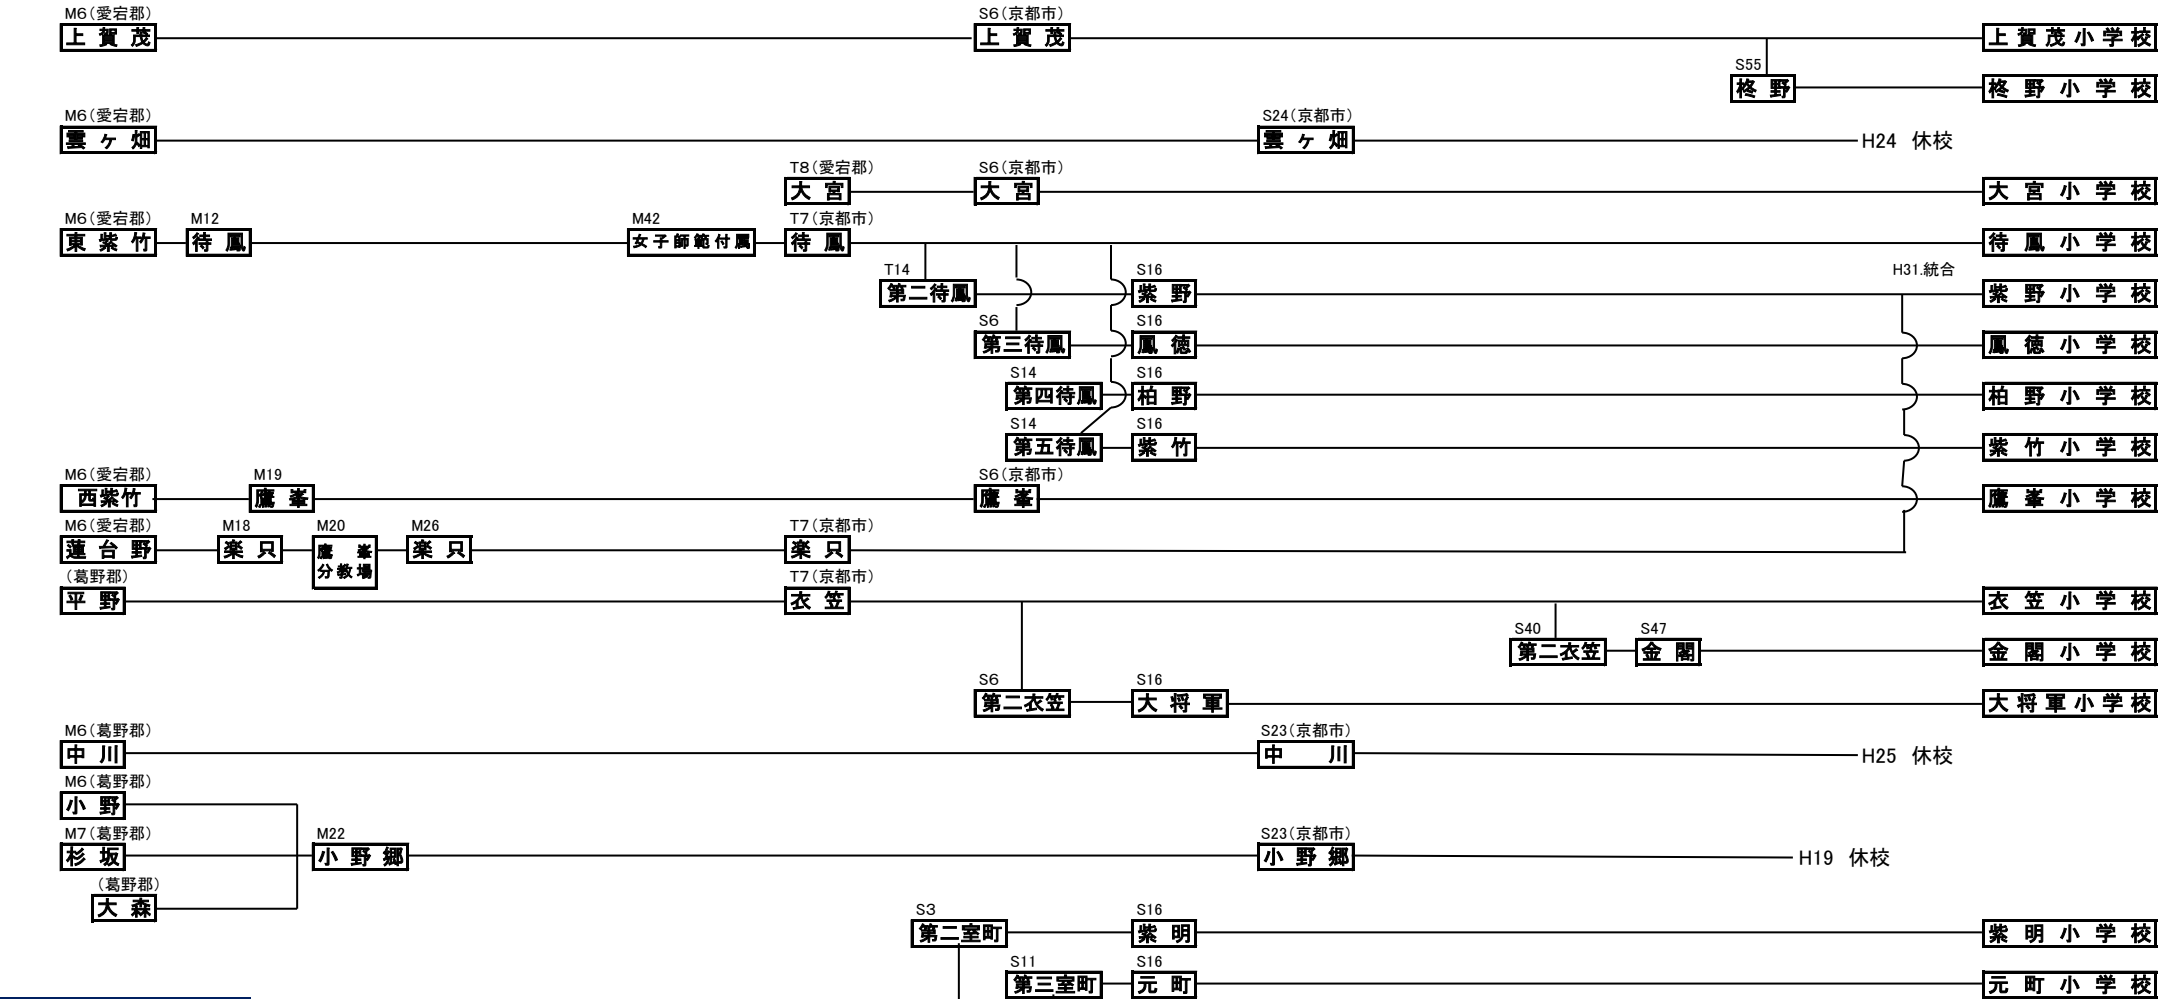 M6(愛宕郡) S6(京都市)
上賀茂 上賀茂 上賀茂小学校
S55
柊野 柊野小学校
M6(愛宕郡) S24(京都市)
雲ヶ畑 雲ヶ畑 H24 休校
T8(愛宕郡) S6(京都市)
大宮 大宮 大宮小学校
M6(愛宕郡) M12 M42 T7(京都市)
東紫竹 待鳳 女子師範付属 待鳳 待鳳小学校
T14 S16 H31.統合
第二待鳳 紫野 紫野小学校
S6 S16
第三待鳳 鳳徳 鳳徳小学校
S14 S16
第四待鳳 柏野 柏野小学校
S14 S16
第五待鳳 紫竹 紫竹小学校
M6(愛宕郡) M19 S6(京都市)
西紫竹 鷹峯 鷹峯 鷹峯小学校
M6(愛宕郡) M18 M20 M26 T7(京都市)
蓮台野 楽只 鷹峯 楽只 楽只
分教場
(葛野郡) T7(京都市)
平野 衣笠 衣笠小学校
S40 S47
第二衣笠 金閣 金閣小学校
S6 S16
第二衣笠 大将軍 大将軍小学校
M6(葛野郡) S23(京都市)
中川 中川 H25 休校
M6(葛野郡)
小野
M7(葛野郡) M22 S23(京都市)
杉坂 小野郷 小野郷 H19 休校
(葛野郡)
大森
S3 S16
第二室町 紫明 紫明小学校
S11 S16
第三室町 元町 元町小学校